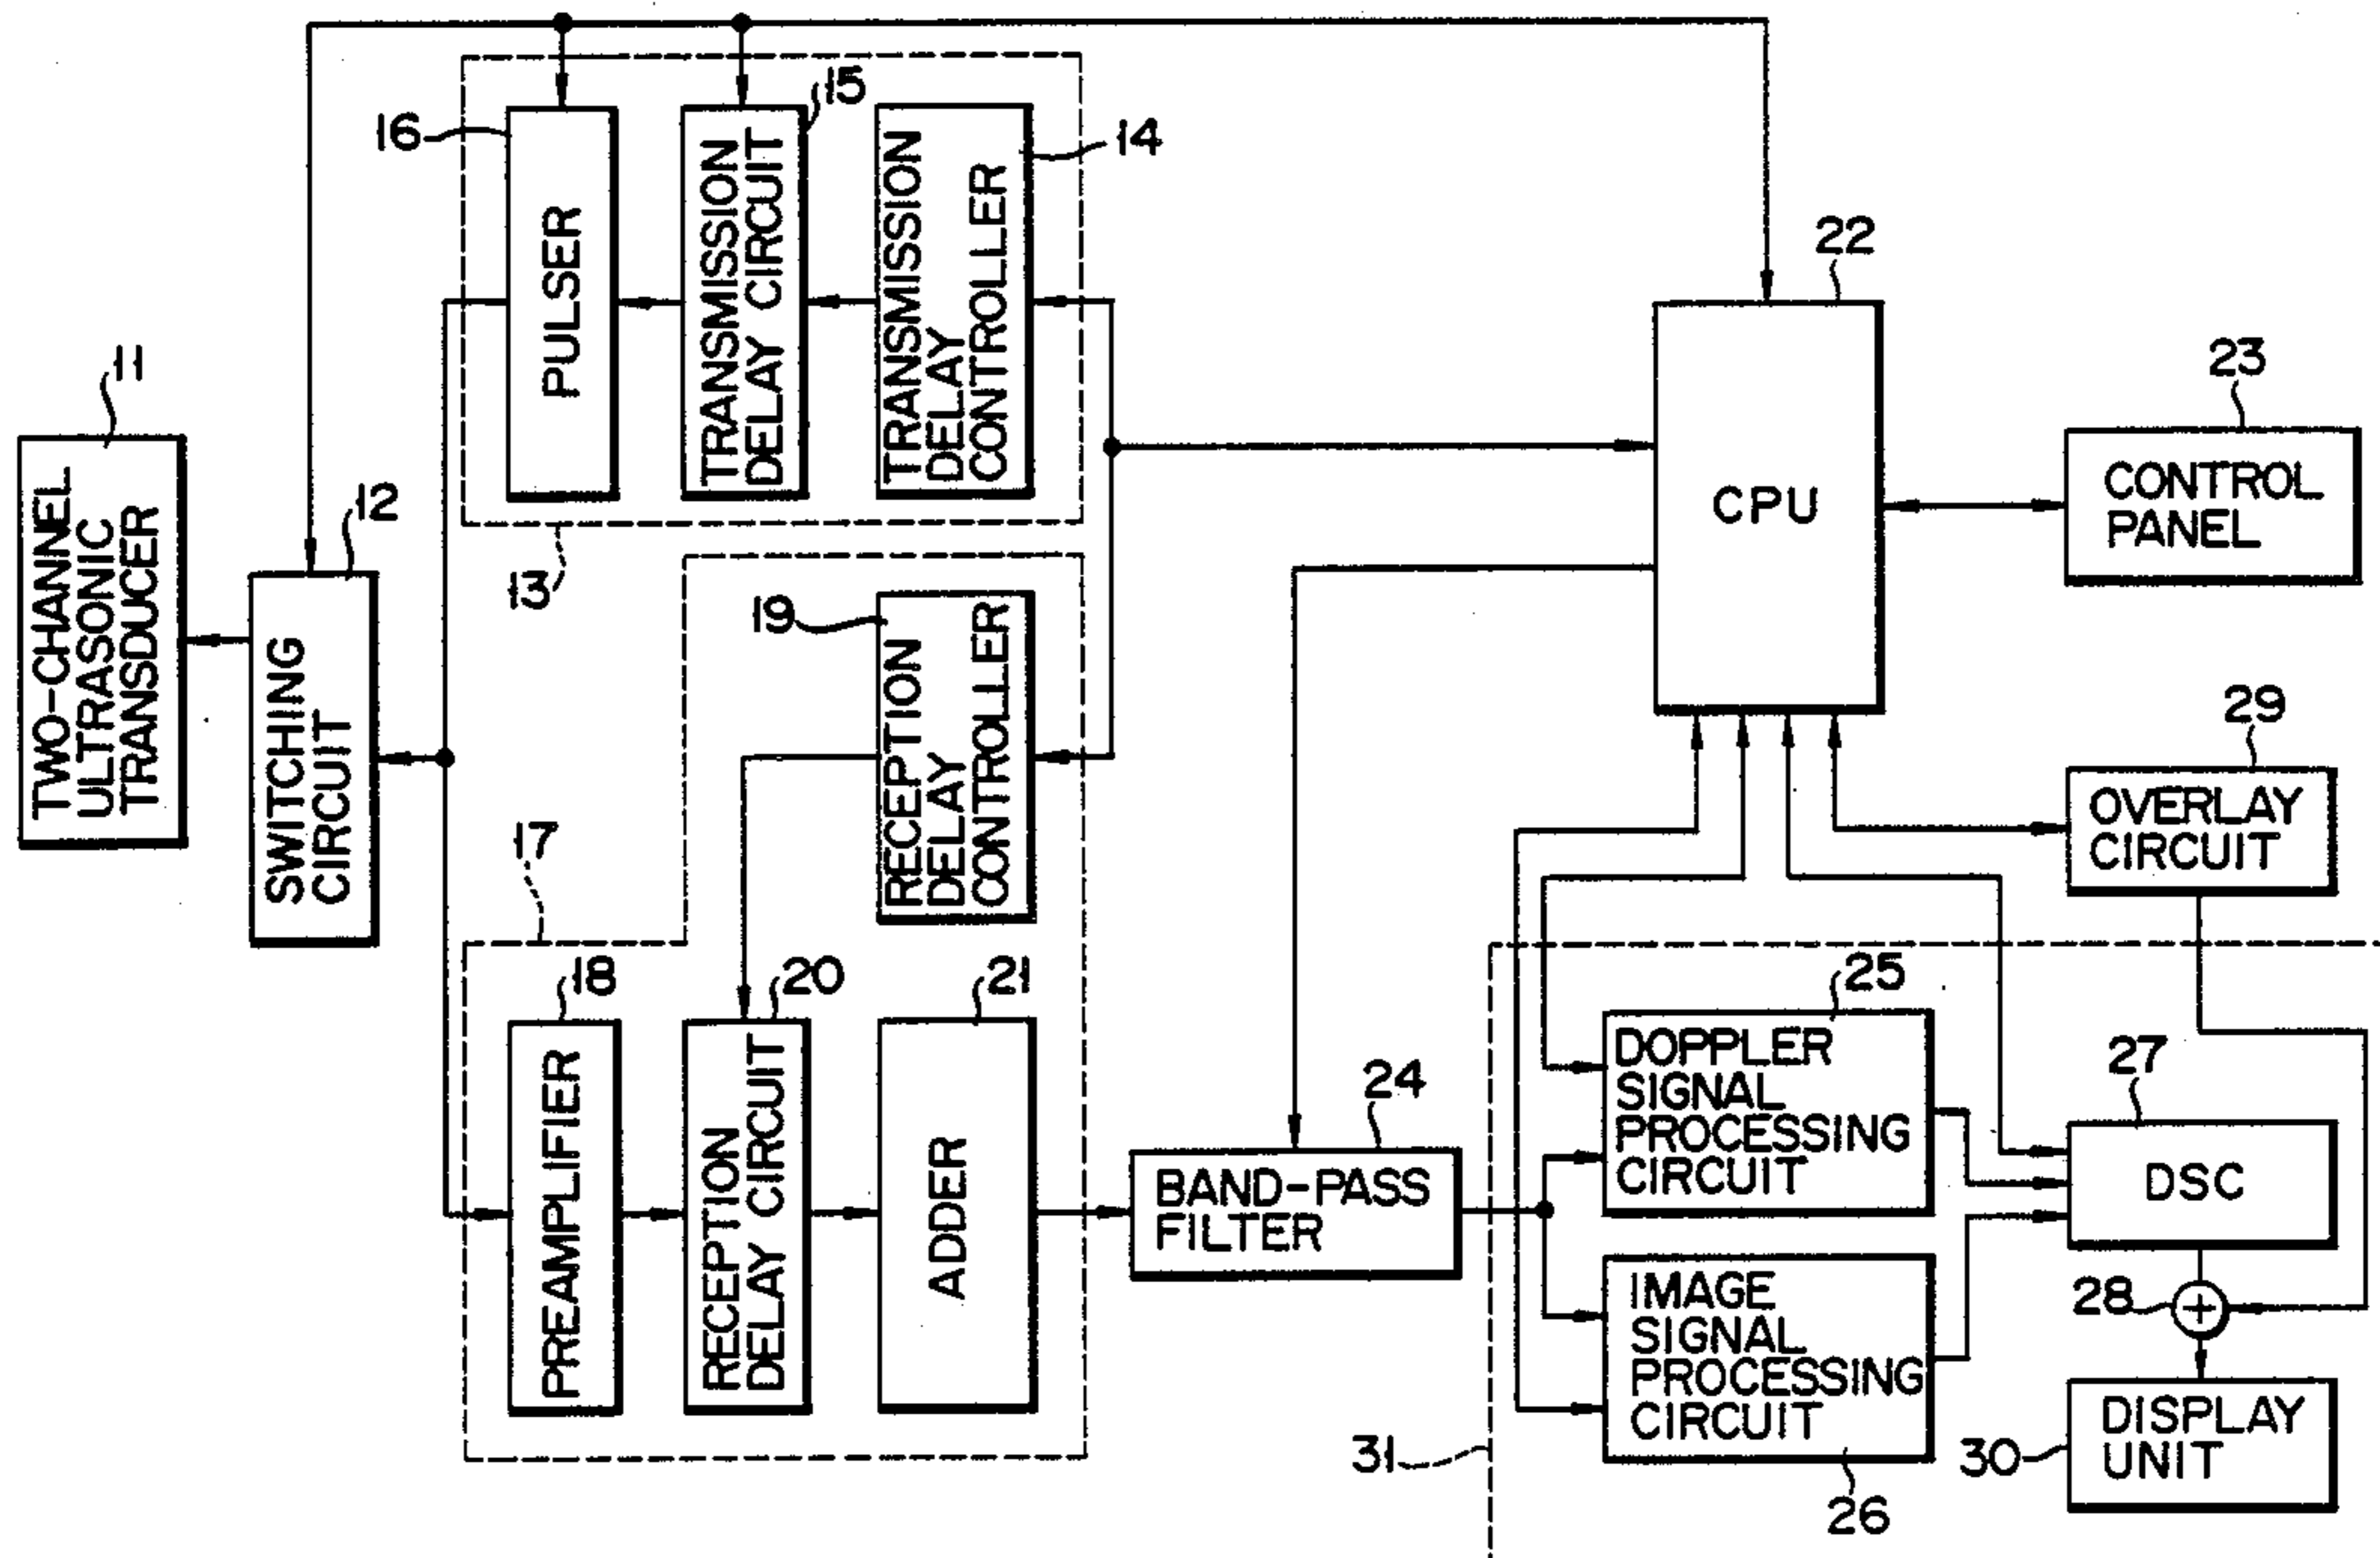 11
TWO-CHANNEL
ULTRASONIC
TRANSDUCER
12
SWITCHING
CIRCUIT
13
16
PULSER
15
TRANSMISSION
DELAY CIRCUIT
14
TRANSMISSION
DELAY
CONTROLLER
17
19
RECEPTION
DELAY
CONTROLLER
18
PREAMPLIFIER
20
RECEPTION
DELAY CIRCUIT
21
ADDER
22
CPU
23
CONTROL
PANEL
24
BAND-PASS
FILTER
29
OVERLAY
CIRCUIT
25
DOPPLER
SIGNAL
PROCESSING
CIRCUIT
26
IMAGE
SIGNAL
PROCESSING
CIRCUIT
27
DSC
28
+
30
DISPLAY
UNIT
31